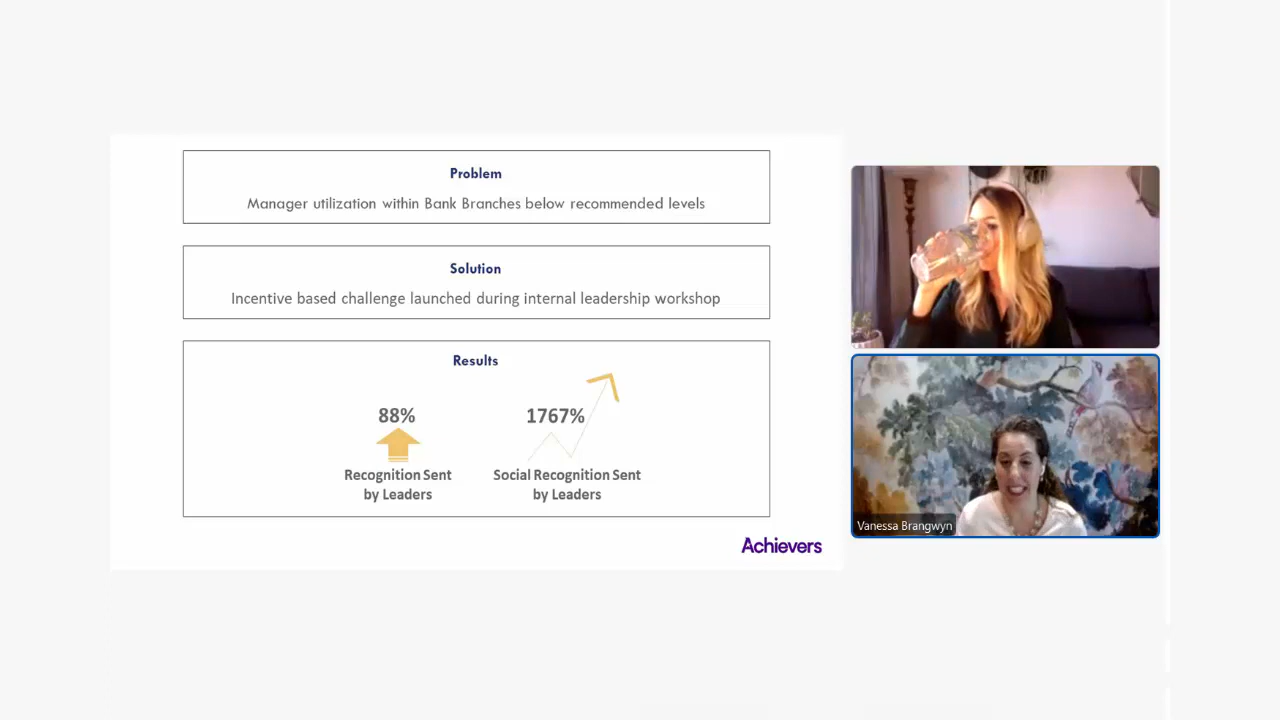 Problem
Manager utilization within Bank Branches below recommended levels
Solution
Incentive based challenge launched during internal leadership workshop
Results
88%
Recognition Sent
by Leaders
1767%
Social Recognition Sent
by Leaders
Achievers
Vanessa Brangwyn